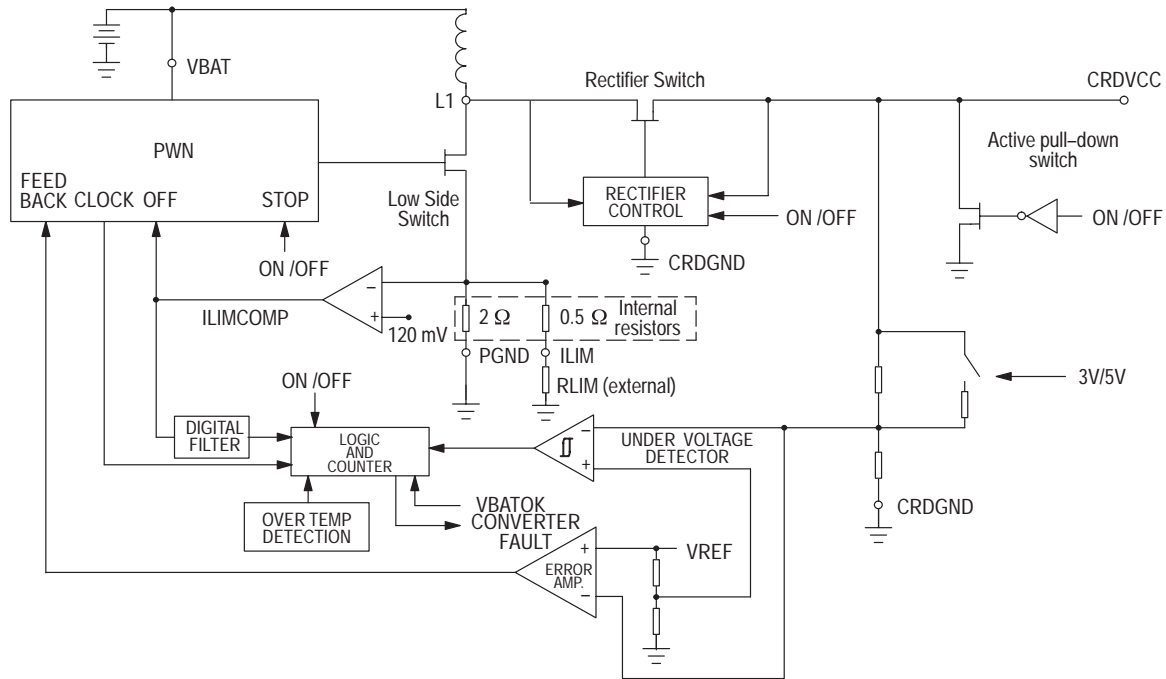 VBAT
Rectifier Switch
CRDVCC
L1
PWN
FEED
BACK CLOCK OFF STOP
Low Side
Switch
RECTIFIER
CONTROL
ON /OFF
CRDGND
Active pull–down
switch
ON /OFF
ON /OFF
ILIMCOMP
−
+
120 mV
2 Ω
0.5 Ω
Internal
resistors
PGND
ILIM
RLIM (external)
3V/5V
ON /OFF
DIGITAL
FILTER
LOGIC
AND
COUNTER
−
+
UNDER VOLTAGE
DETECTOR
OVER TEMP
DETECTION
VBATOK
CONVERTER
FAULT
CRDGND
+
ERROR
AMP.
−
VREF